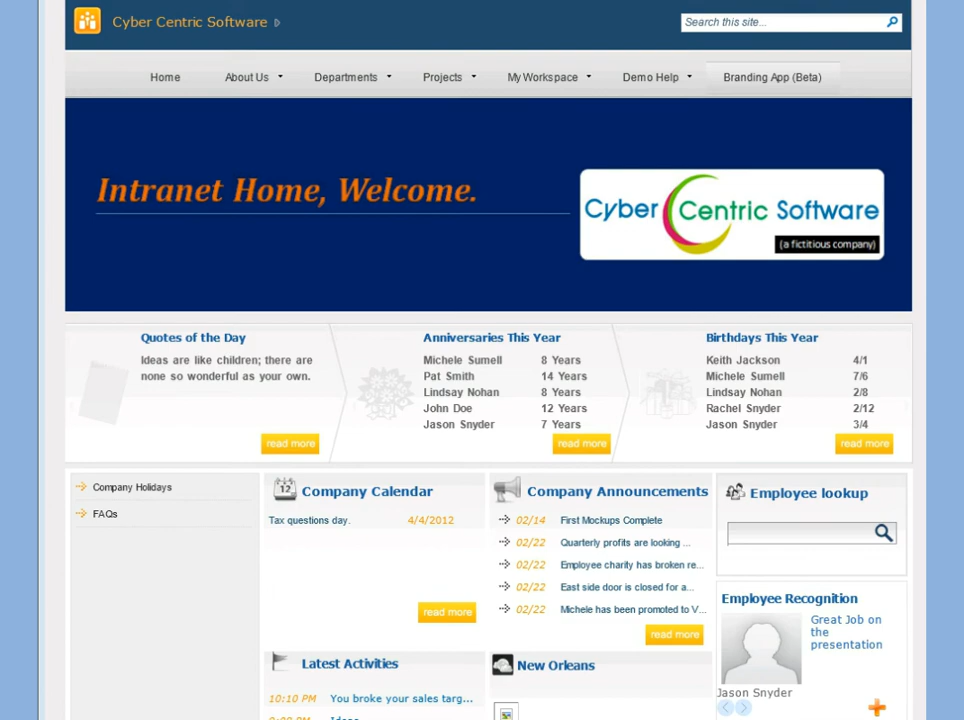 Cyber Centric Software
Search this site...
Home About Us Departments Projects My Workspace Demo Help Branding App (Beta)
Intranet Home, Welcome.
Cyber Centric Software
(a fictitious company)
Quotes of the Day
Ideas are like children; there are
none so wonderful as your own.
read more
Anniversaries This Year
Michele Sumell 8 Years
Pat Smith 14 Years
Lindsay Nohan 8 Years
John Doe 12 Years
Jason Snyder 7 Years
read more
Birthdays This Year
Keith Jackson 4/1
Michele Sumell 7/6
Lindsay Nohan 2/8
Rachel Snyder 2/12
Jason Snyder 3/4
read more
Company Holidays
FAQs
12
Company Calendar
Tax questions day. 4/4/2012
read more
Company Announcements
02/14 First Mockups Complete
02/22 Quarterly profits are looking ...
02/22 Employee charity has broken re...
02/22 East side door is closed for a...
02/22 Michele has been promoted to V...
read more
Employee lookup
Employee Recognition
Great Job on
the
presentation
Jason Snyder
Latest Activities
10:10 PM You broke your sales targ...
New Orleans